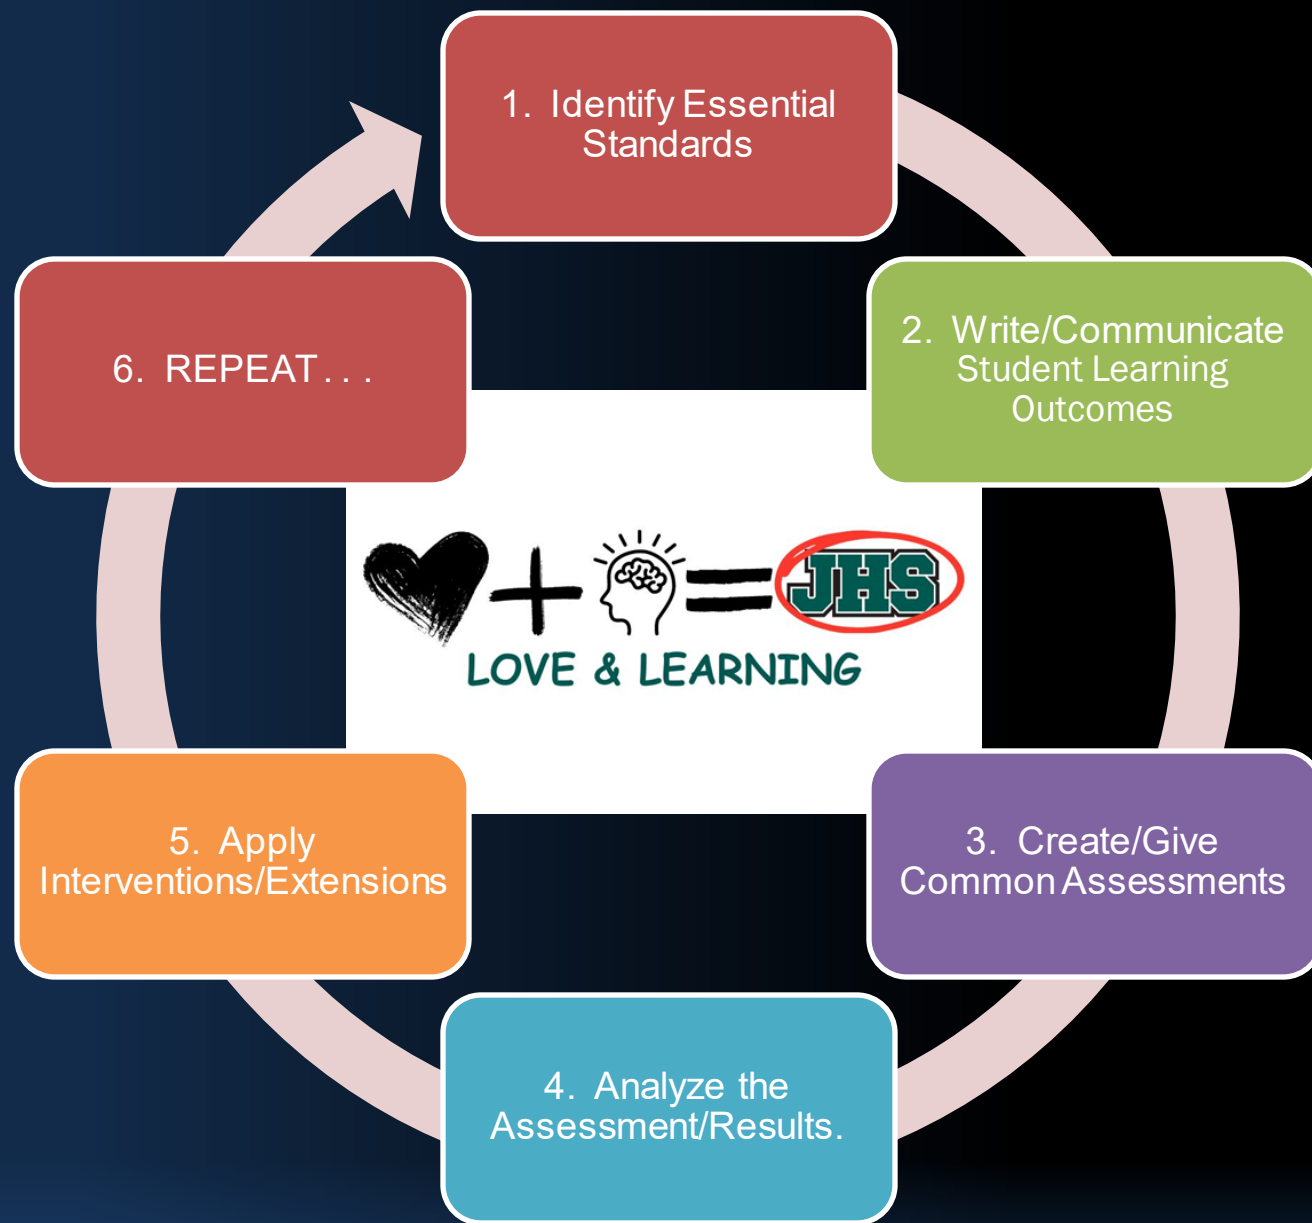 1. Identify Essential
Standards
2. Write/Communicate
Student Learning
Outcomes
3. Create/Give
Common Assessments
4. Analyze the
Assessment/Results.
5. Apply
Interventions/Extensions
6. REPEAT . . .
JHS
LOVE & LEARNING